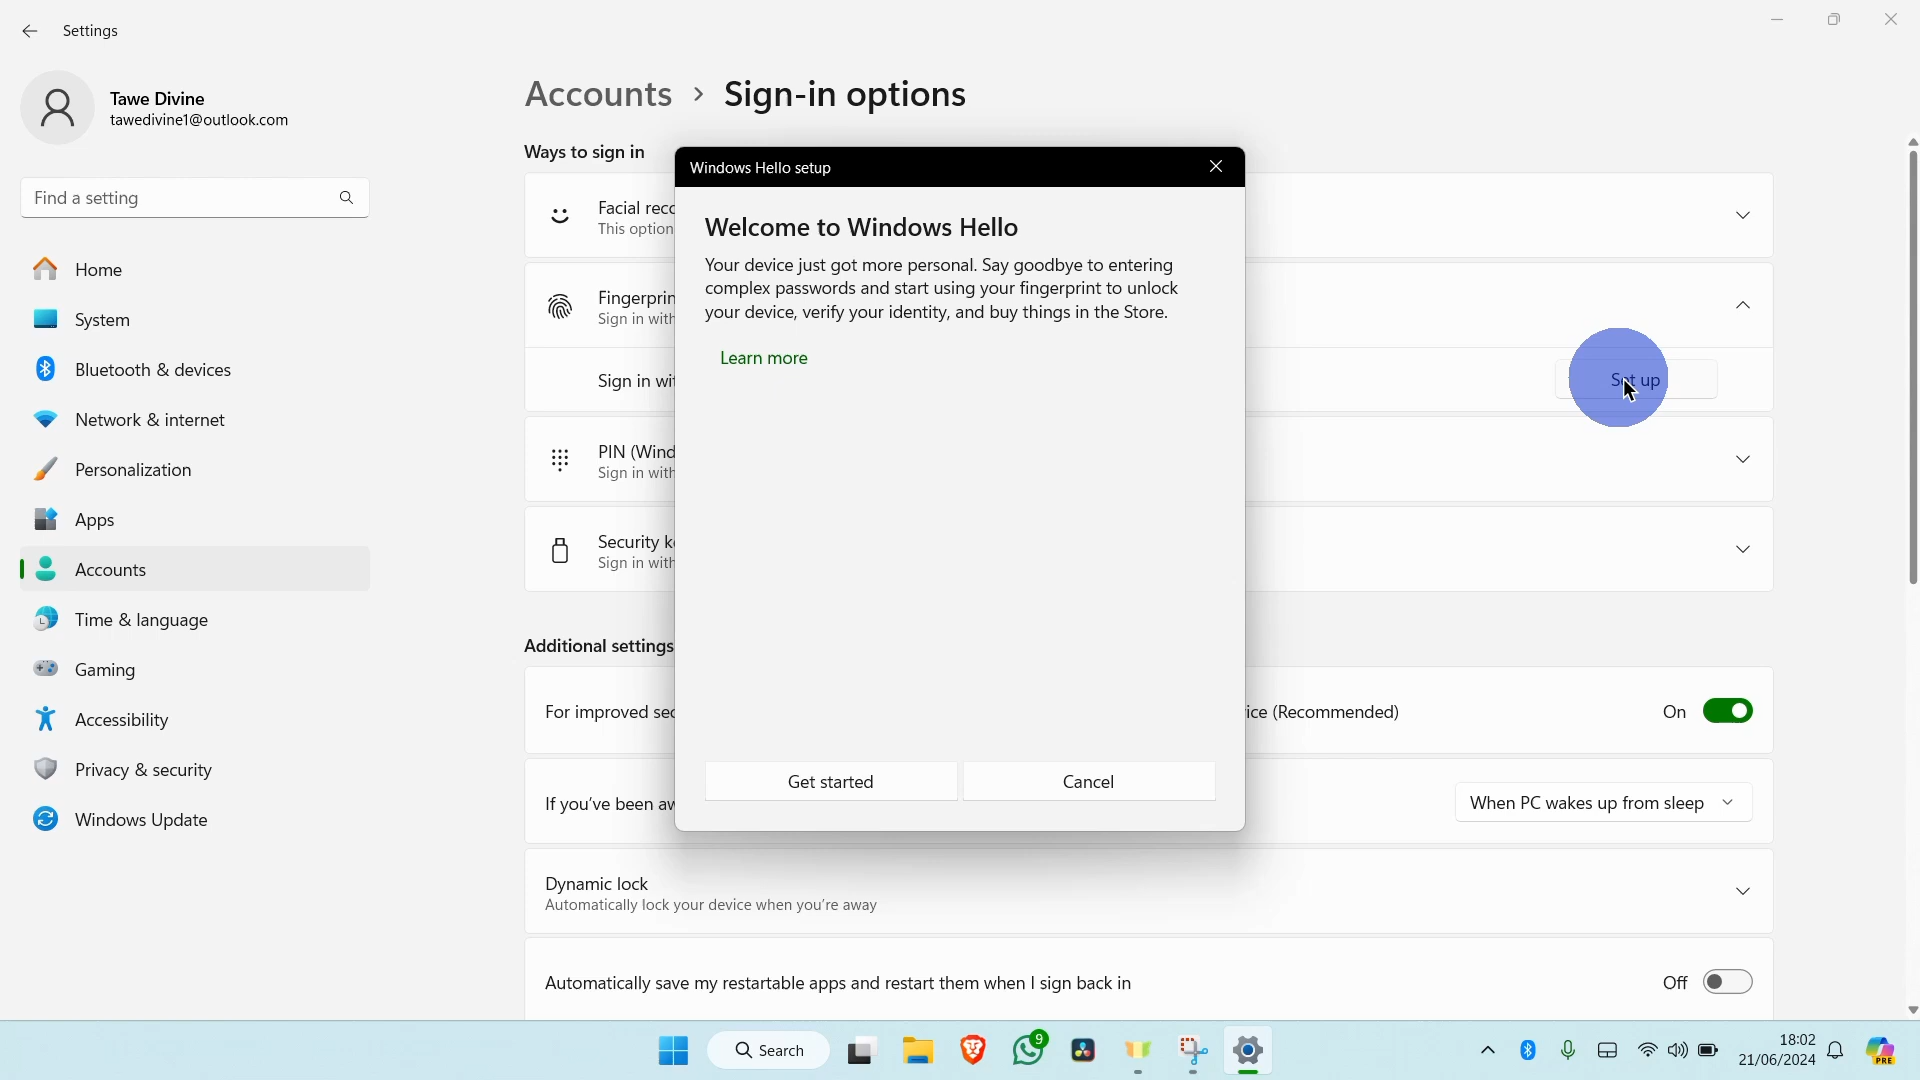 Settings
Tawe Divine
tawedivine1@outlook.com
Find a setting
Home
System
Bluetooth & devices
Network & internet
Personalization
Apps
Accounts
Time & language
Gaming
Accessibility
Privacy & security
Windows Update
Accounts > Sign-in options
Ways to sign in
Facial reco
This option
Fingerprin
Sign in with
Sign in wit
Set up
PIN (Wind
Sign in with
Security ke
Sign in with
Additional settings
For improved sec
ice (Recommended)
On
If you've been aw
When PC wakes up from sleep
Dynamic lock
Automatically lock your device when you're away
Automatically save my restartable apps and restart them when I sign back in
Off
Windows Hello setup
Welcome to Windows Hello
Your device just got more personal. Say goodbye to entering
complex passwords and start using your fingerprint to unlock
your device, verify your identity, and buy things in the Store.
Learn more
Get started
Cancel
Search
9
18:02
21/06/2024
PRE